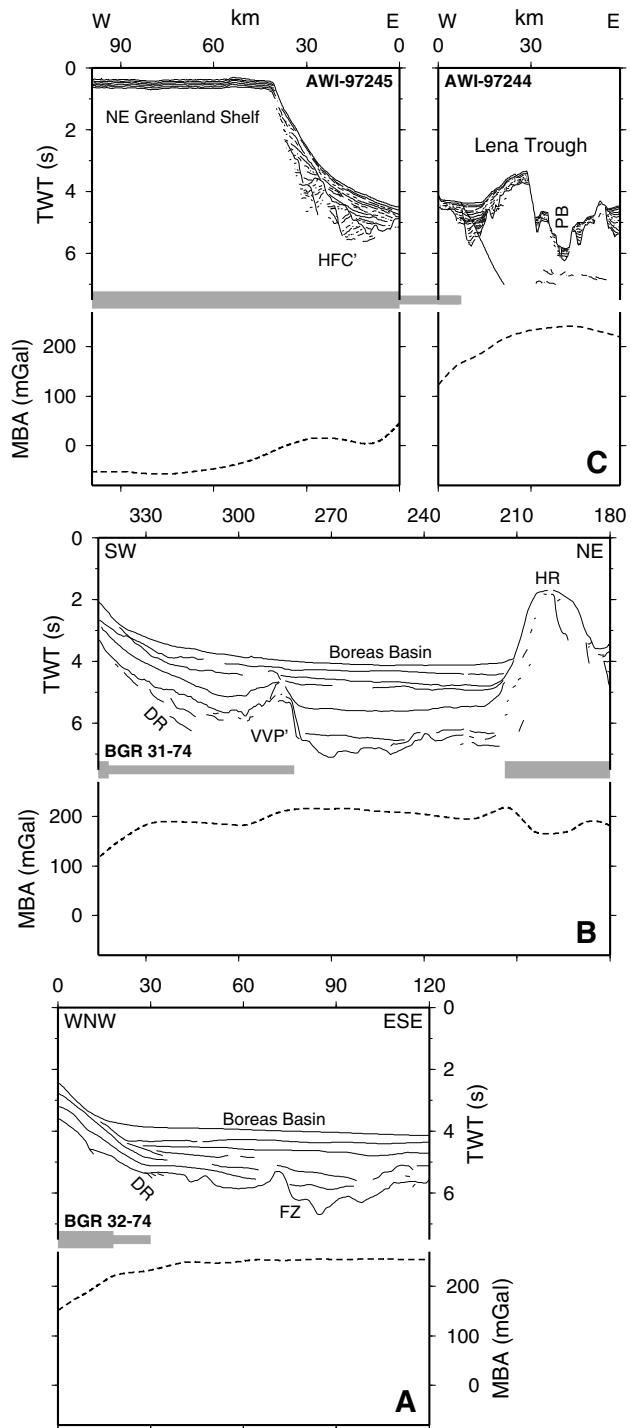 W km E W km E
90 60 30 0 0 30
0 AWI-97245 AWI-97244
NE Greenland Shelf
2
Lena Trough
TWT (s)
4
PB
6
HFC'
MBA (mGal)
200
100
0
C
330 300 270 240 210 180
0 SW NE
2 HR
TWT (s)
Boreas Basin
4
6 DR VVP'
BGR 31-74
MBA (mGal)
200
100
0
B
0 30 60 90 120
WNW ESE 0
2
TWT (s)
Boreas Basin
4
DR
6
FZ
BGR 32-74
MBA (mGal)
200
100
0
A